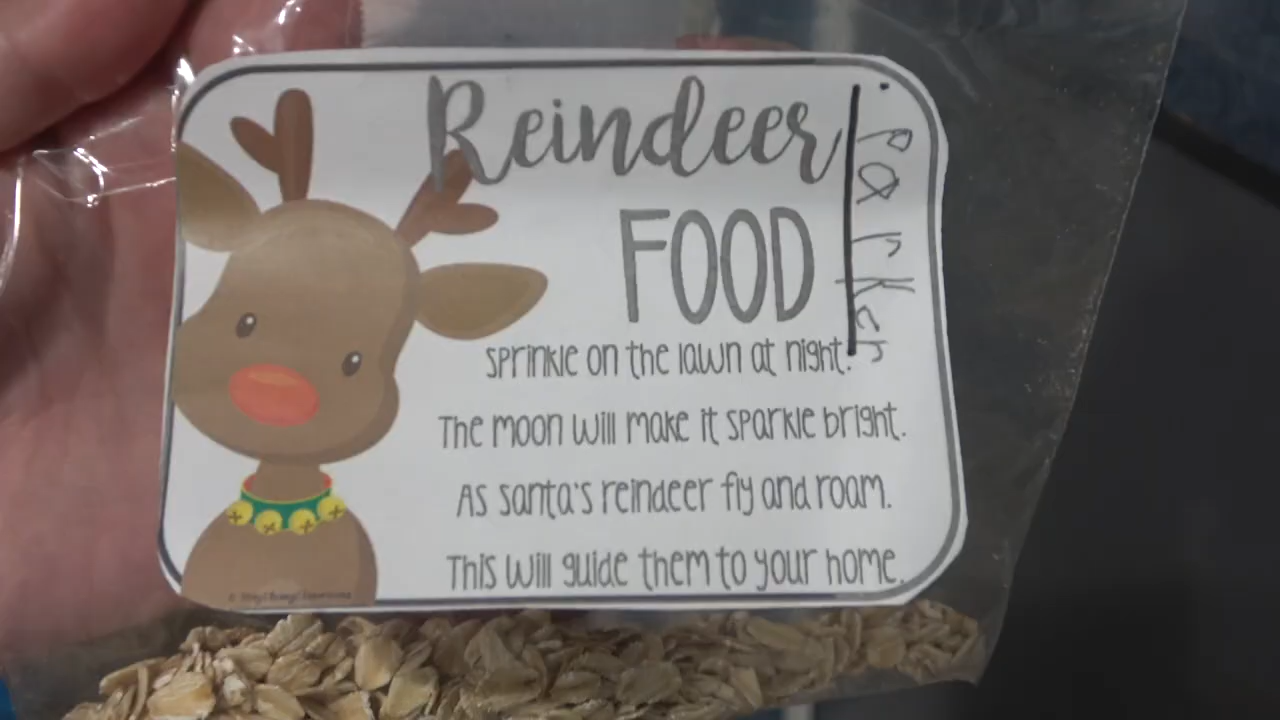 Reindeer
FOOD
Parker
sprinkle on the lawn at night.
The moon will make it sparkle bright.
As santa's reindeer fly and roam.
This will guide them to your home.